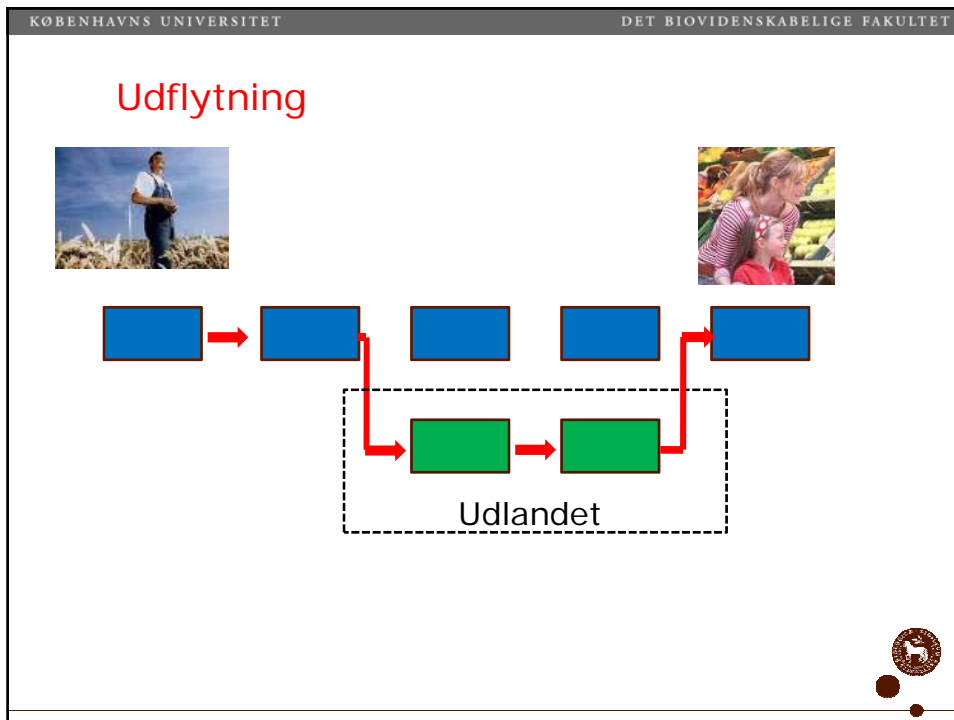 KØBENHAVNS UNIVERSITET
DET BIOVIDENSKABELIGE FAKULTET
Udflytning
Udlandet